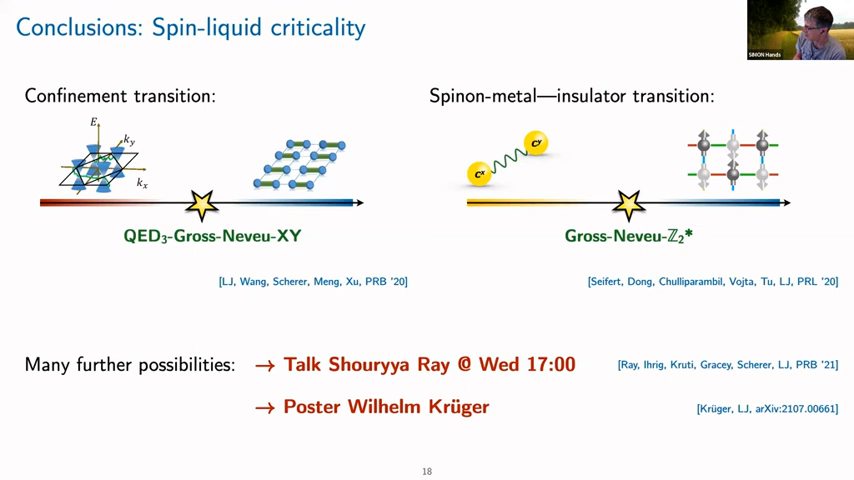 Conclusions: Spin-liquid criticality
SIMON Hands
Confinement transition:
Spinon-metal—insulator transition:
E
k_y
k_x
c^x
c^y
QED₃-Gross-Neveu-XY
Gross-Neveu-ℤ₂*
[LJ, Wang, Scherer, Meng, Xu, PRB '20]
[Seifert, Dong, Chulliparambil, Vojta, Tu, LJ, PRL '20]
Many further possibilities: → Talk Shouryya Ray @ Wed 17:00
[Ray, Ihrig, Kruti, Gracey, Scherer, LJ, PRB '21]
→ Poster Wilhelm Krüger
[Krüger, LJ, arXiv:2107.00661]
18